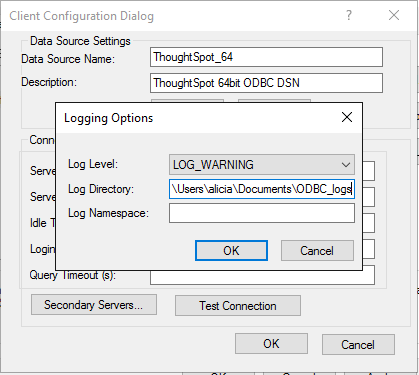 Client Configuration Dialog
Data Source Settings
Data Source Name: ThoughtSpot_64
Description: ThoughtSpot 64bit ODBC DSN
Logging Options
Log Level: LOG_WARNING
Log Directory: \Users\alicia\Documents\ODBC_logs
Log Namespace:
OK Cancel
Conne
Serve
Serve
Idle T
Login
Query Timeout (s):
Secondary Servers... Test Connection
OK Cancel